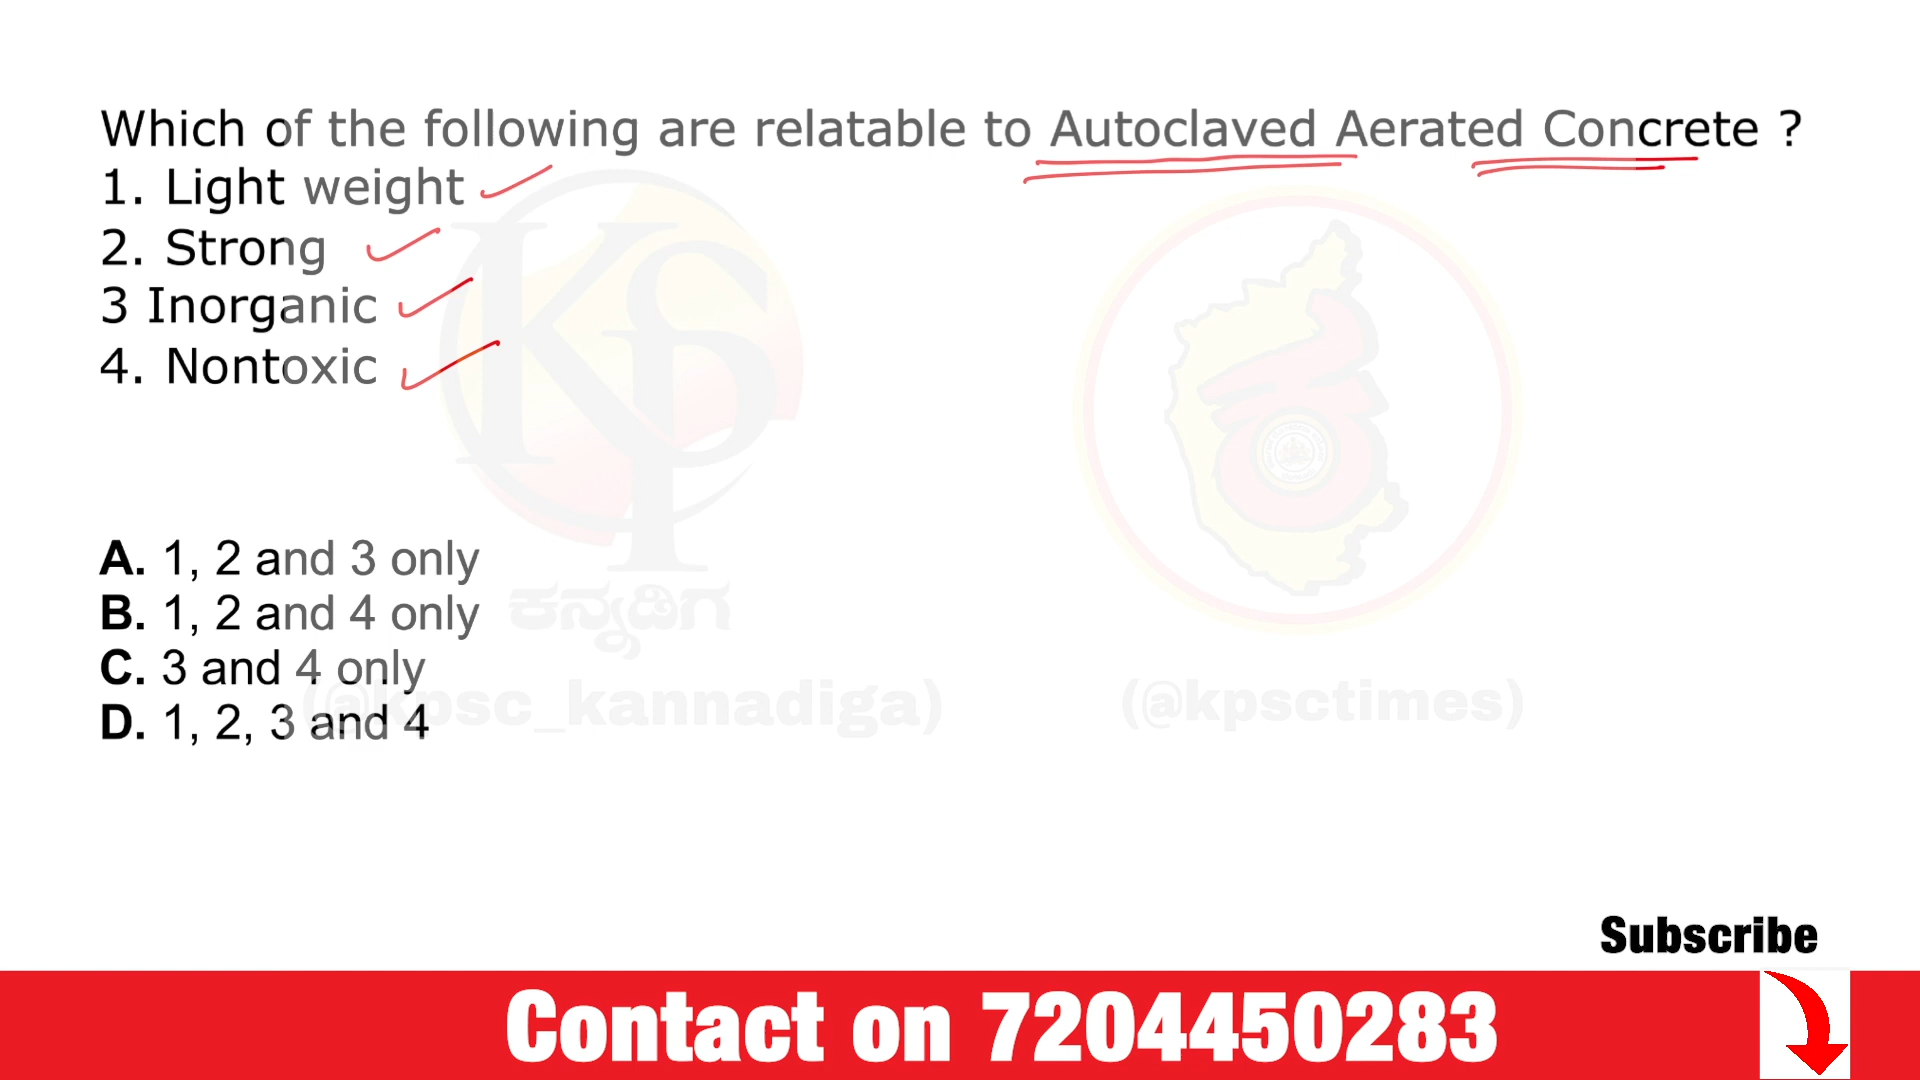 Which of the following are relatable to Autoclaved Aerated Concrete ?
1. Light weight
2. Strong
3 Inorganic
4. Nontoxic
KPSC
ಕನ್ನಡಿಗ
A. 1, 2 and 3 only
B. 1, 2 and 4 only
C. 3 and 4 only
D. 1, 2, 3 and 4
(@kpsc_kannadiga)
(@kpsctimes)
Subscribe
Contact on 7204450283